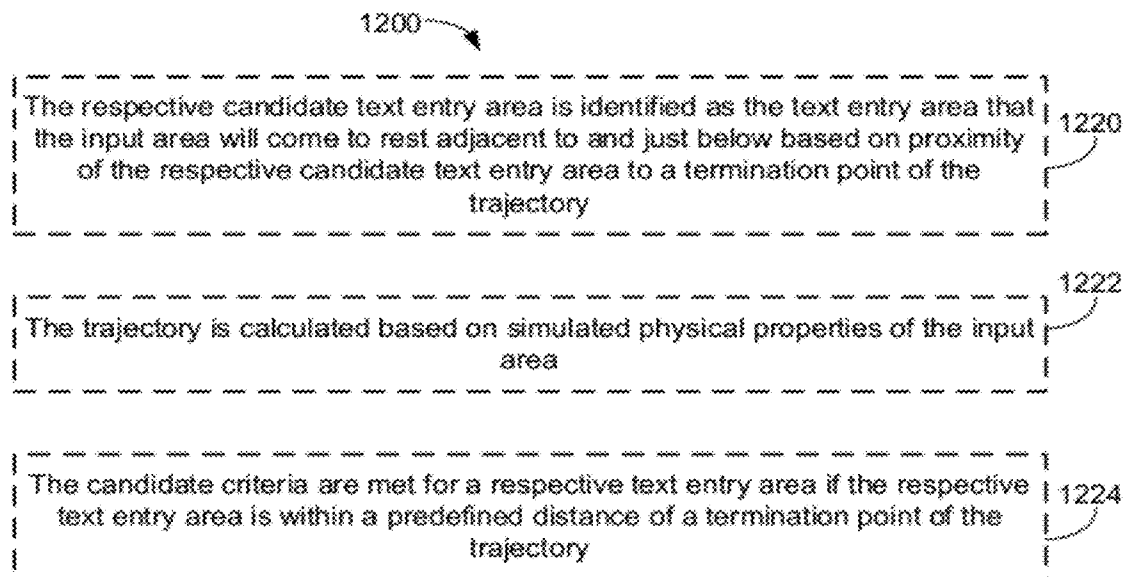 1200
The respective candidate text entry area is identified as the text entry area that
the input area will come to rest adjacent to and just below based on proximity
of the respective candidate text entry area to a termination point of the
trajectory
1220
1222
The trajectory is calculated based on simulated physical properties of the input
area
The candidate criteria are met for a respective text entry area if the respective
text entry area is within a predefined distance of a termination point of the
trajectory
1224